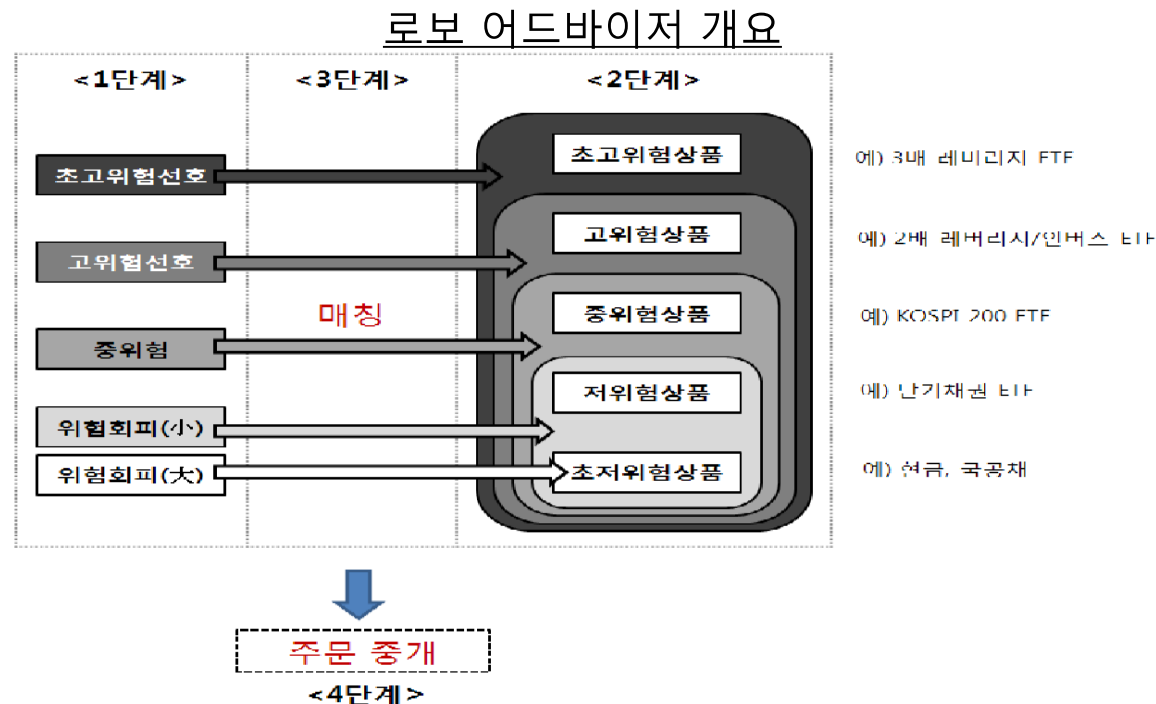 로보 어드바이저 개요
<1단계>
<3단계>
<2단계>
초고위험선호
고위험선호
중위험
위험회피(小)
위험회피(大)
매칭
초고위험상품
고위험상품
중위험상품
저위험상품
초저위험상품
예) 3배 레버리지 ETF
예) 2배 레버리지/인버스 ETF
예) KOSPI 200 ETF
예) 단기채권 ETF
예) 현금, 국공채
주문 중개
<4단계>